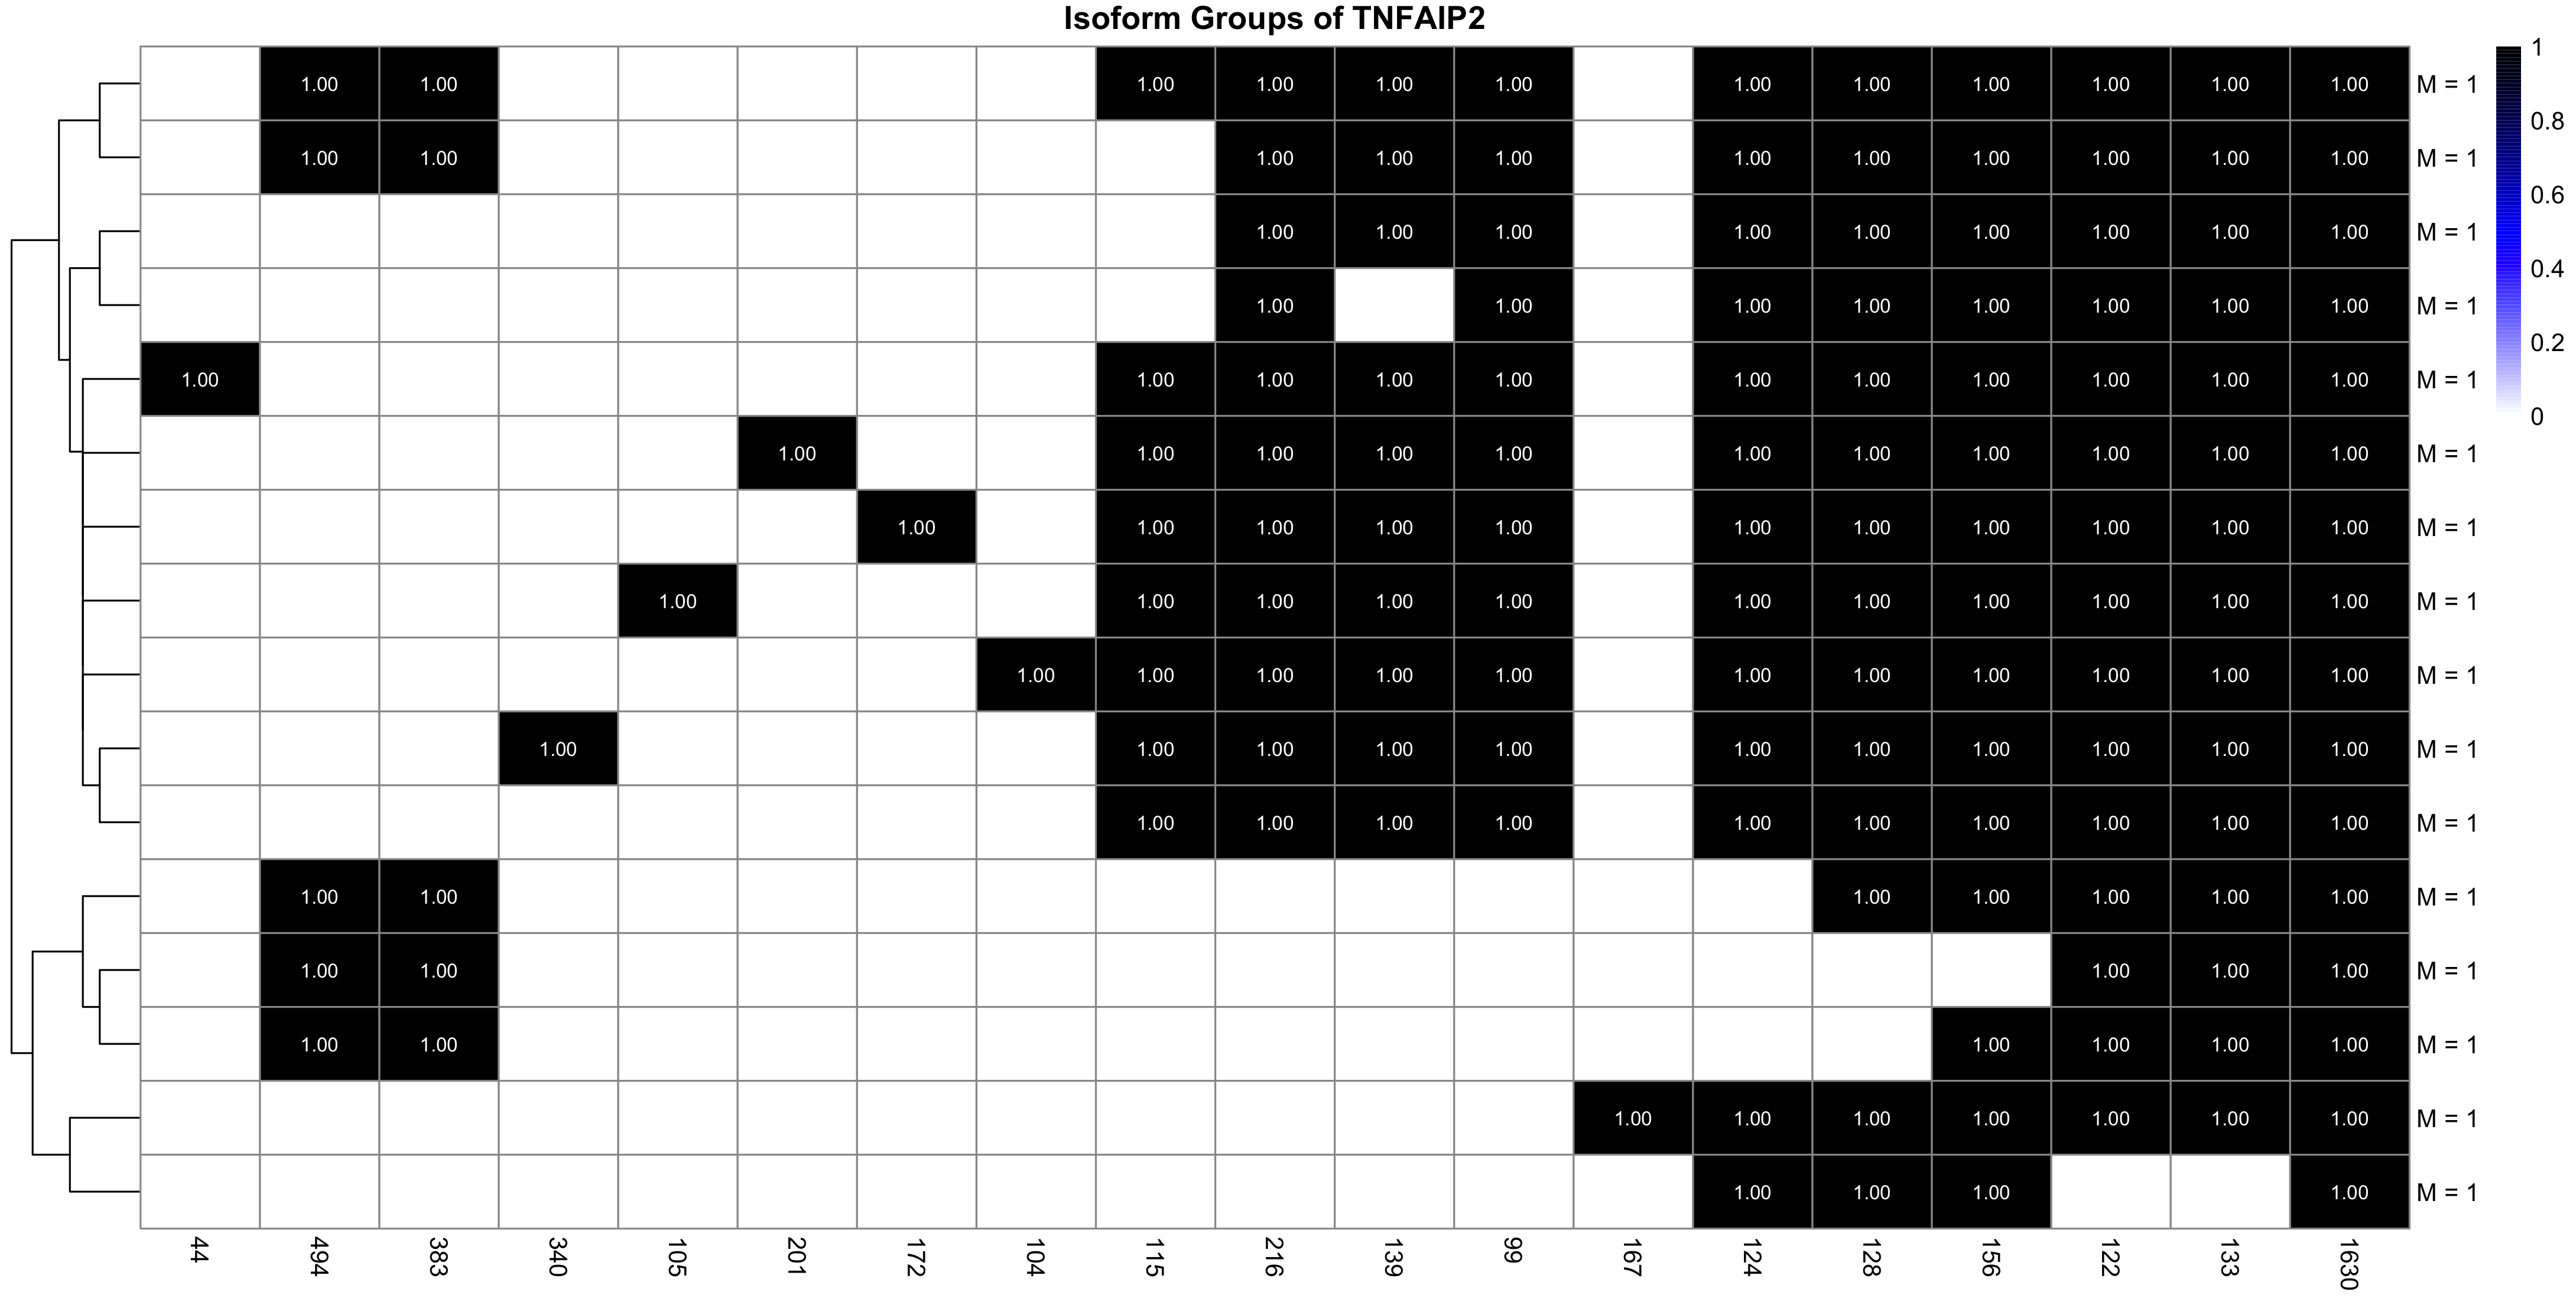 Isoform Groups of TNFAIP2
1.00 1.00 1.00 1.00 1.00 1.00 1.00 1.00 1.00 1.00 1.00 1.00 M = 1
1.00 1.00 1.00 1.00 1.00 1.00 1.00 1.00 1.00 1.00 1.00 M = 1
1.00 1.00 1.00 1.00 1.00 1.00 1.00 1.00 1.00 M = 1
1.00 1.00 1.00 1.00 1.00 1.00 1.00 1.00 M = 1
1.00 1.00 1.00 1.00 1.00 1.00 1.00 1.00 1.00 1.00 1.00 M = 1
1.00 1.00 1.00 1.00 1.00 1.00 1.00 1.00 1.00 1.00 1.00 M = 1
1.00 1.00 1.00 1.00 1.00 1.00 1.00 1.00 1.00 1.00 1.00 M = 1
1.00 1.00 1.00 1.00 1.00 1.00 1.00 1.00 1.00 1.00 1.00 M = 1
1.00 1.00 1.00 1.00 1.00 1.00 1.00 1.00 1.00 1.00 1.00 M = 1
1.00 1.00 1.00 1.00 1.00 1.00 1.00 1.00 1.00 1.00 1.00 M = 1
1.00 1.00 1.00 1.00 1.00 1.00 1.00 1.00 1.00 1.00 M = 1
1.00 1.00 1.00 1.00 1.00 1.00 1.00 M = 1
1.00 1.00 1.00 1.00 1.00 M = 1
1.00 1.00 1.00 1.00 1.00 1.00 M = 1
1.00 1.00 1.00 1.00 1.00 1.00 1.00 M = 1
1.00 1.00 1.00 1.00 M = 1
44 494 383 340 105 201 172 104 115 216 139 99 167 124 128 156 122 133 1630
1
0.8
0.6
0.4
0.2
0